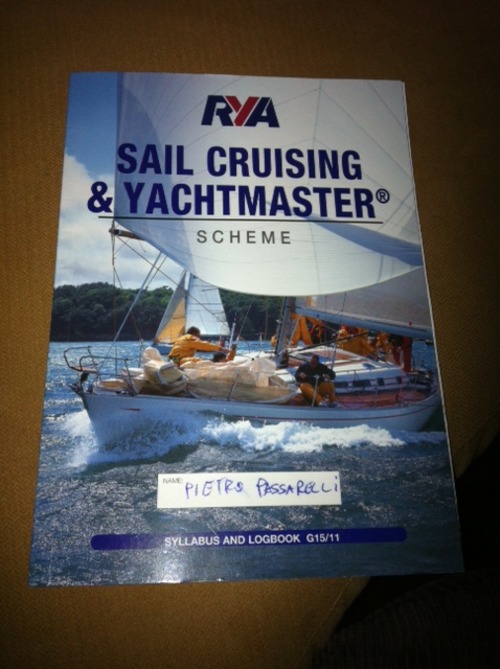 RYA
SAIL CRUISING
& YACHTMASTER®
SCHEME
NAME:
PIETRO PASSARELLI
SYLLABUS AND LOGBOOK G15/11